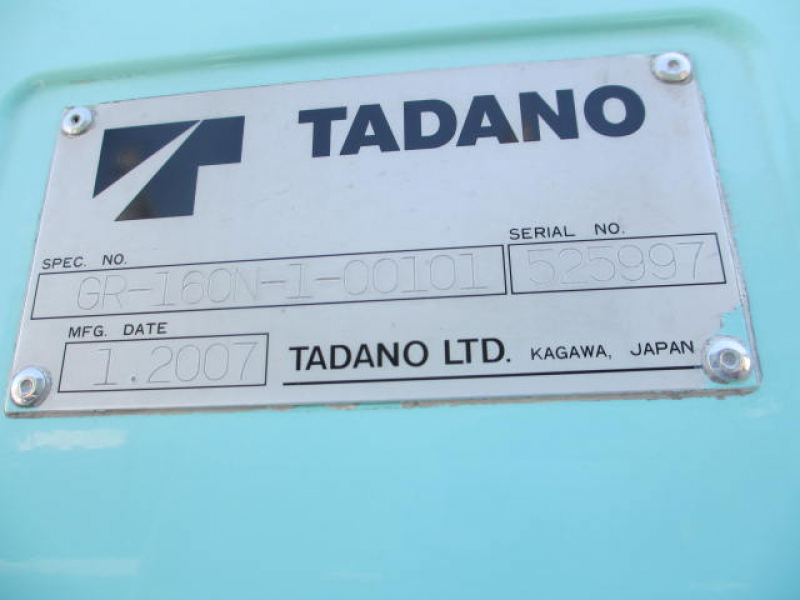 TADANO
SPEC. NO.
GR-160N-1-00101
SERIAL NO.
525997
MFG. DATE
1.2007
TADANO LTD. KAGAWA, JAPAN